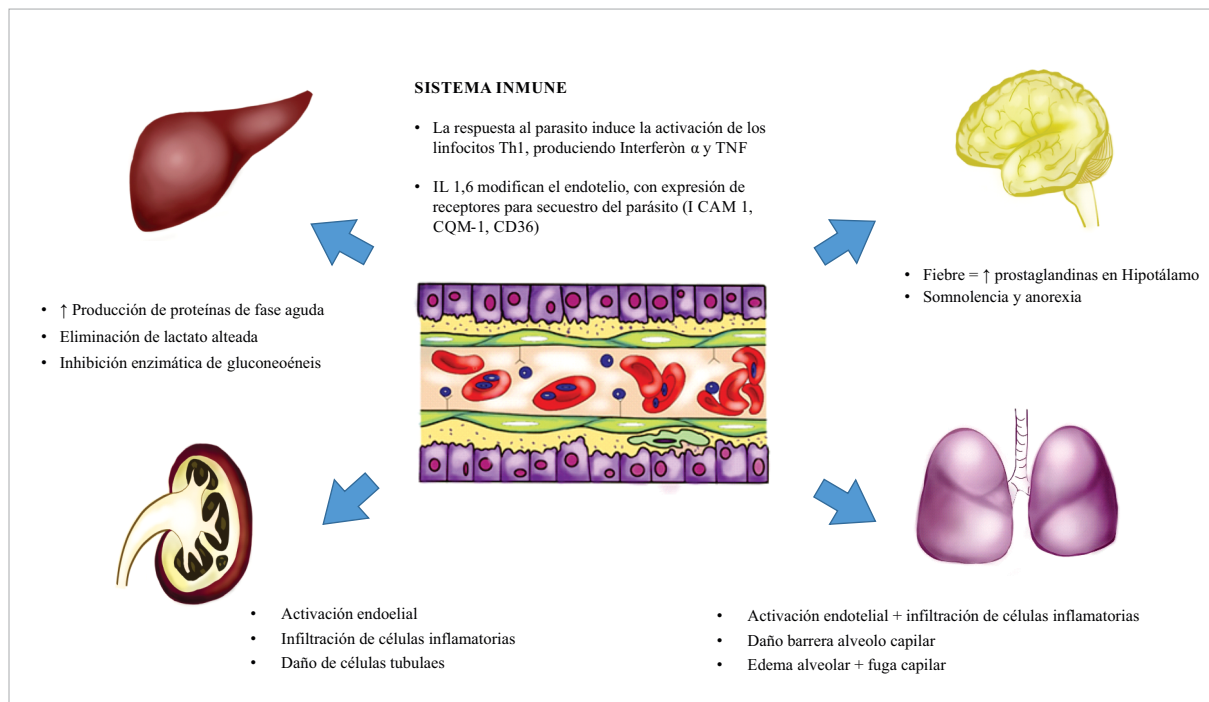 SISTEMA INMUNE
• La respuesta al parasito induce la activación de los
linfocitos Th1, produciendo Interferòn α y TNF
• IL 1,6 modifican el endotelio, con expresión de
receptores para secuestro del parásito (I CAM 1,
CQM-1, CD36)
• ↑ Producción de proteínas de fase aguda
• Eliminación de lactato alteada
• Inhibición enzimática de gluconeoéneis
• Fiebre = ↑ prostaglandinas en Hipotálamo
• Somnolencia y anorexia
• Activación endoelial
• Infiltración de células inflamatorias
• Daño de células tubulaes
• Activación endotelial + infiltración de células inflamatorias
• Daño barrera alveolo capilar
• Edema alveolar + fuga capilar